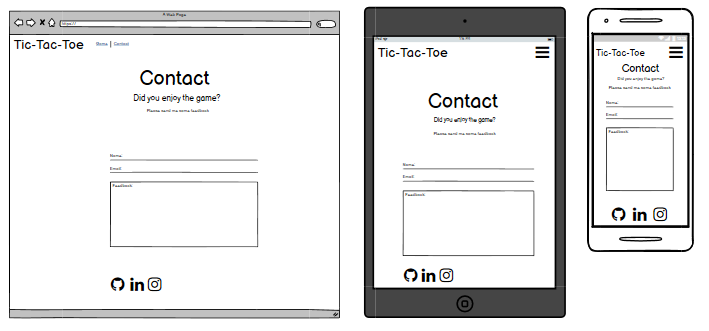 A Web Page
https://
Tic-Tac-Toe
Home | Contact
Contact
Did you enjoy the game?
Please send me some feedback
Name
Email
Feedback
in
iPad
Tic-Tac-Toe
Contact
Did you enjoy the game?
Please send me some feedback
Name
Email
Feedback
in
Tic-Tac-Toe
Contact
Did you enjoy the game?
Please send me some feedback
Name
Email
Feedback
in